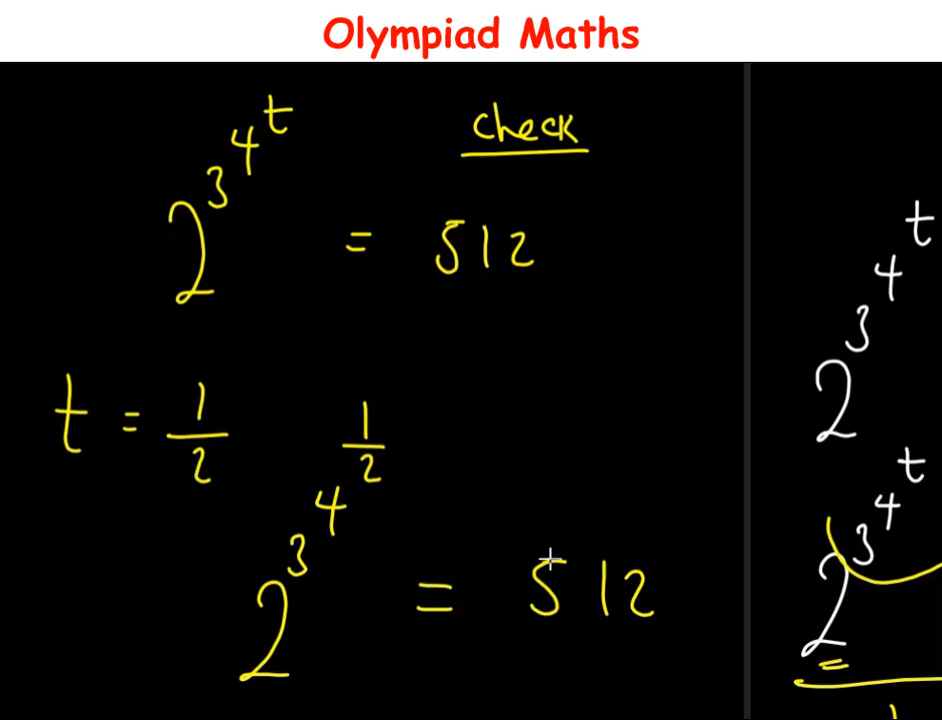 Olympiad Maths
check
2^3^4^t = 512
t = 1/2
2^3^4^1/2 = 512
2^3^4^t
2^3^4^t
=